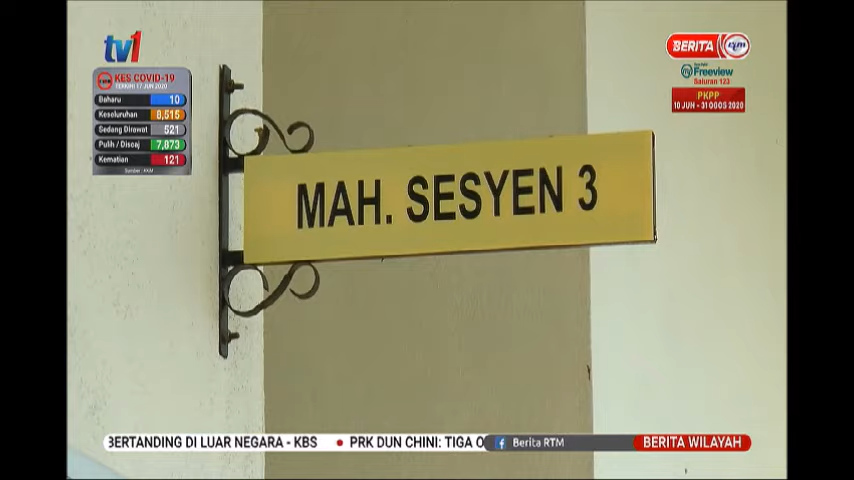 tv1
BERITA rtm
KES COVID-19
TERKINI 17 JUN 2020
Baharu 10
Keseluruhan 8,515
Sedang Dirawat 521
Pulih / Discaj 7,873
Kematian 121
Sumber : KKM
Freeview
Saluran 123
PKPP
10 JUN - 31 OGOS 2020
MAH. SESYEN 3
BERTANDING DI LUAR NEGARA - KBS • PRK DUN CHINI: TIGA
Berita RTM
BERITA WILAYAH